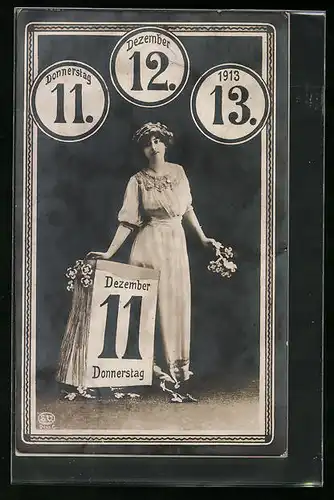 Donnerstag
11.
Dezember
12.
1913
13.
Dezember
11
Donnerstag